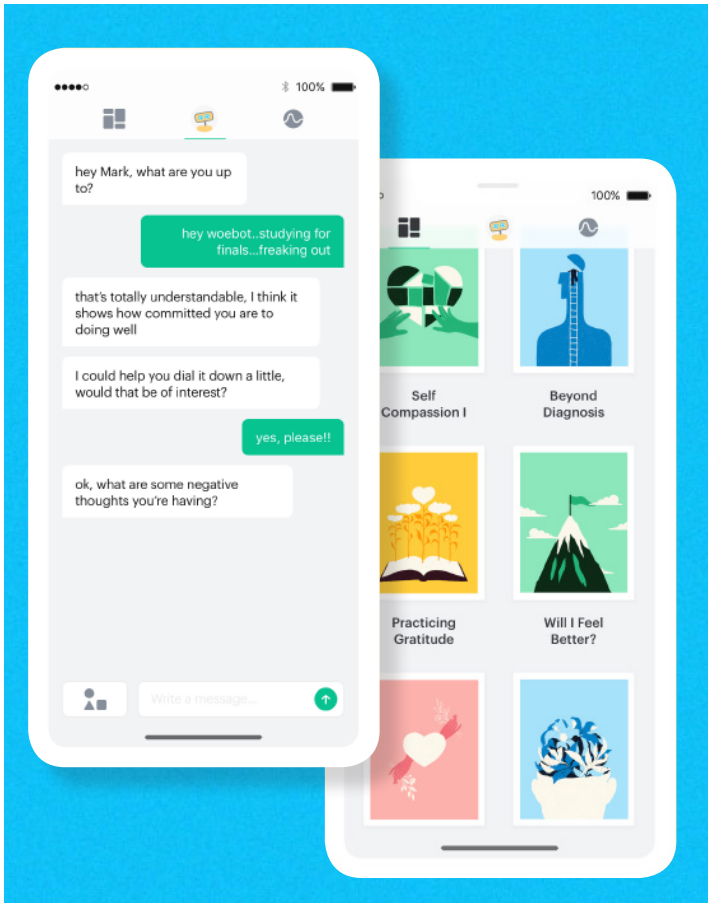 100%
hey Mark, what are you up
to?
hey woebot..studying for
finals...freaking out
that's totally understandable, I think it
shows how committed you are to
doing well
I could help you dial it down a little,
would that be of interest?
yes, please!!
ok, what are some negative
thoughts you're having?
Write a message...
100%
Self
Compassion I
Beyond
Diagnosis
Practicing
Gratitude
Will I Feel
Better?